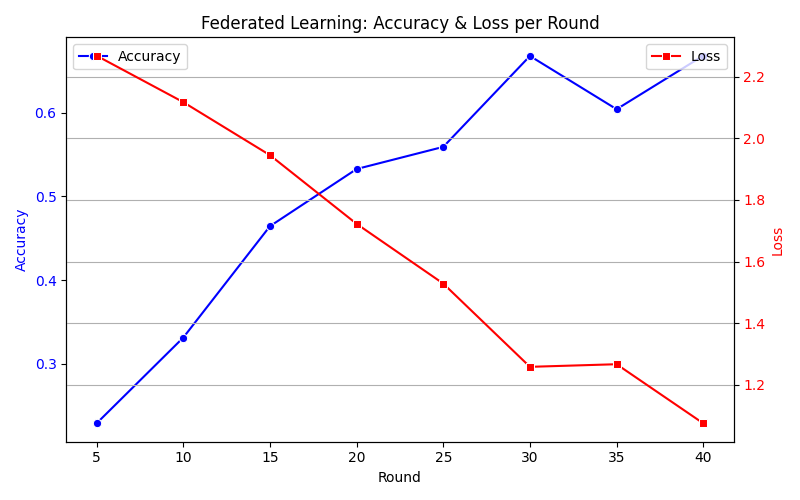 Federated Learning: Accuracy & Loss per Round
Accuracy
Loss
0.6
0.5
0.4
0.3
Accuracy
2.2
2.0
1.8
1.6
1.4
1.2
Loss
5 10 15 20 25 30 35 40
Round